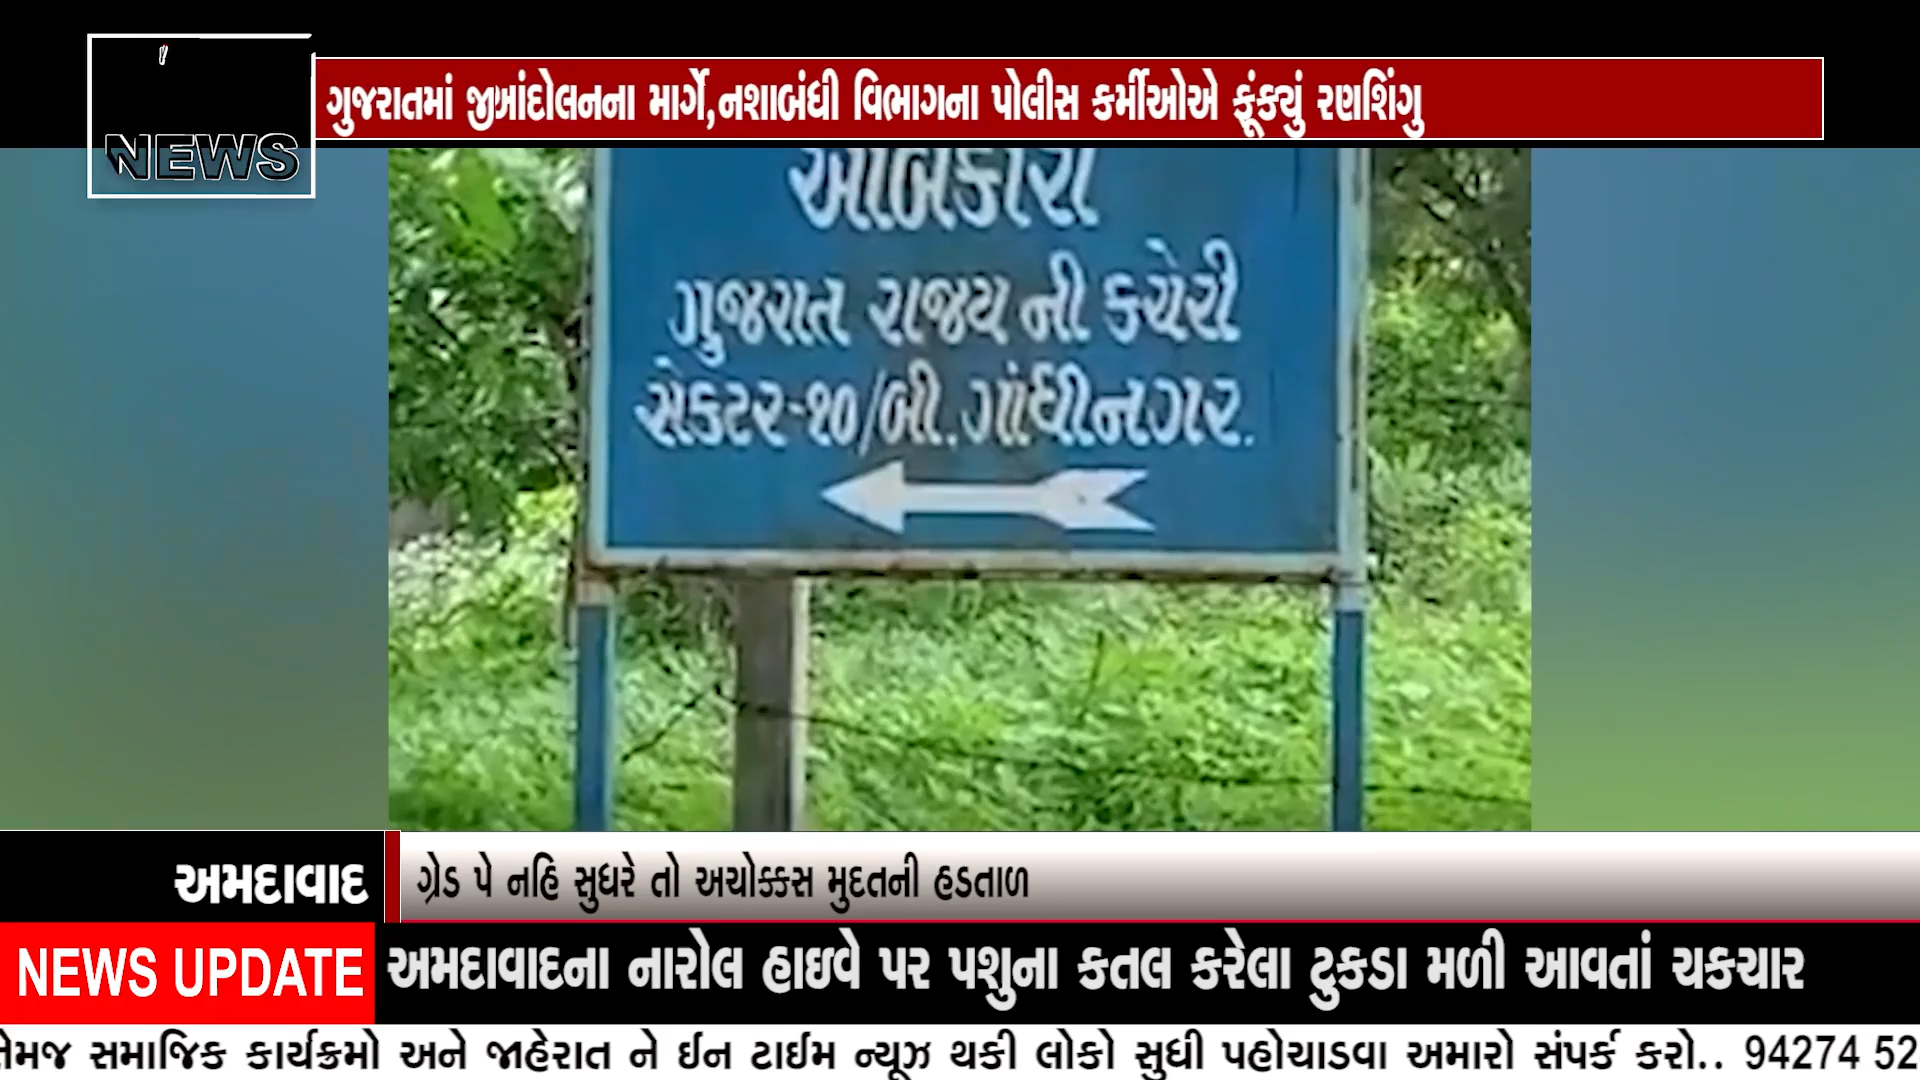 NEWS
ગુજરાતમાં જીઆંદોલનના માર્ગે,નશાબંધી વિભાગના પોલીસ કર્મીઓએ ફૂંક્યું રણશિંગુ
આબકારી
ગુજરાત રાજ્ય ની કચેરી
સેકટર-૧૦/બી.ગાંધીનગર.
અમદાવાદ
ગ્રેડ પે નહિ સુધરે તો અચોક્કસ મુદતની હડતાળ
NEWS UPDATE
અમદાવાદના નારોલ હાઇવે પર પશુના કતલ કરેલા ટુકડા મળી આવતાં ચકચાર
તેમજ સમાજિક કાર્યક્રમો અને જાહેરાત ને ઈન ટાઈમ ન્યૂઝ થકી લોકો સુધી પહોચાડવા અમારો સંપર્ક કરો.. 94274 52